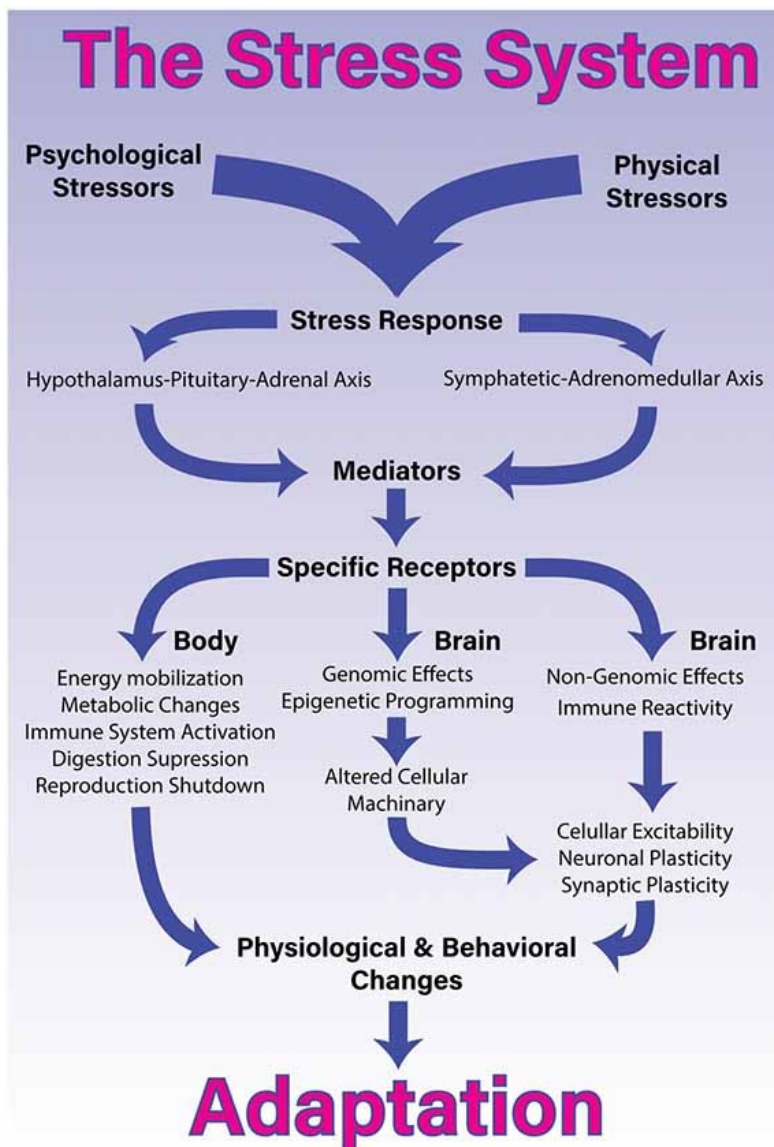 The Stress System
Psychological
Stressors
Physical
Stressors
Stress Response
Hypothalamus-Pituitary-Adrenal Axis
Symphatetic-Adrenomedullar Axis
Mediators
Specific Receptors
Body
Energy mobilization
Metabolic Changes
Immune System Activation
Digestion Supression
Reproduction Shutdown
Brain
Genomic Effects
Epigenetic Programming
Altered Cellular
Machinary
Brain
Non-Genomic Effects
Immune Reactivity
Celullar Excitability
Neuronal Plasticity
Synaptic Plasticity
Physiological & Behavioral
Changes
Adaptation